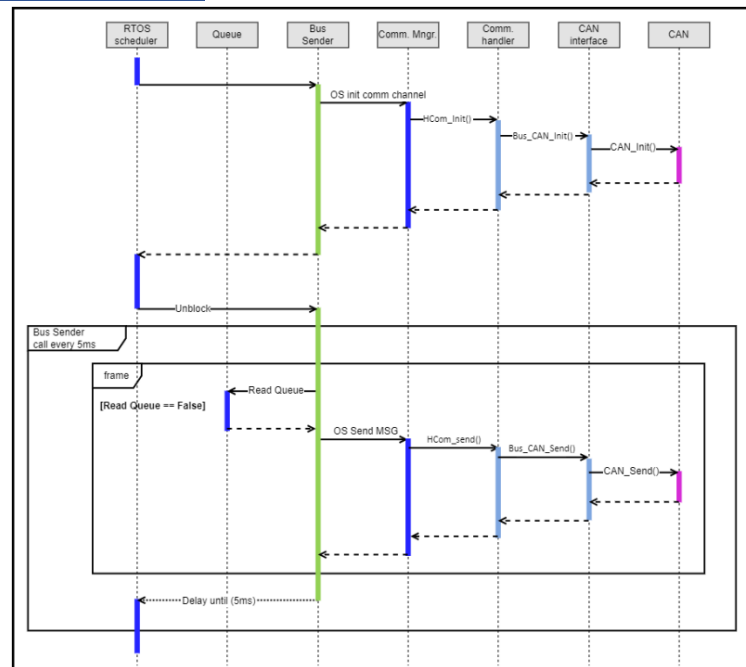 RTOS
scheduler
Queue
Bus
Sender
Comm. Mngr.
Comm.
handler
CAN
interface
CAN
OS init comm channel
HCom_Init()
Bus_CAN_Init()
CAN_Init()
Unblock
Bus Sender
call every 5ms
frame
Read Queue
[Read Queue == False]
OS Send MSG
HCom_send()
Bus_CAN_Send()
CAN_Send()
Delay until (5ms)